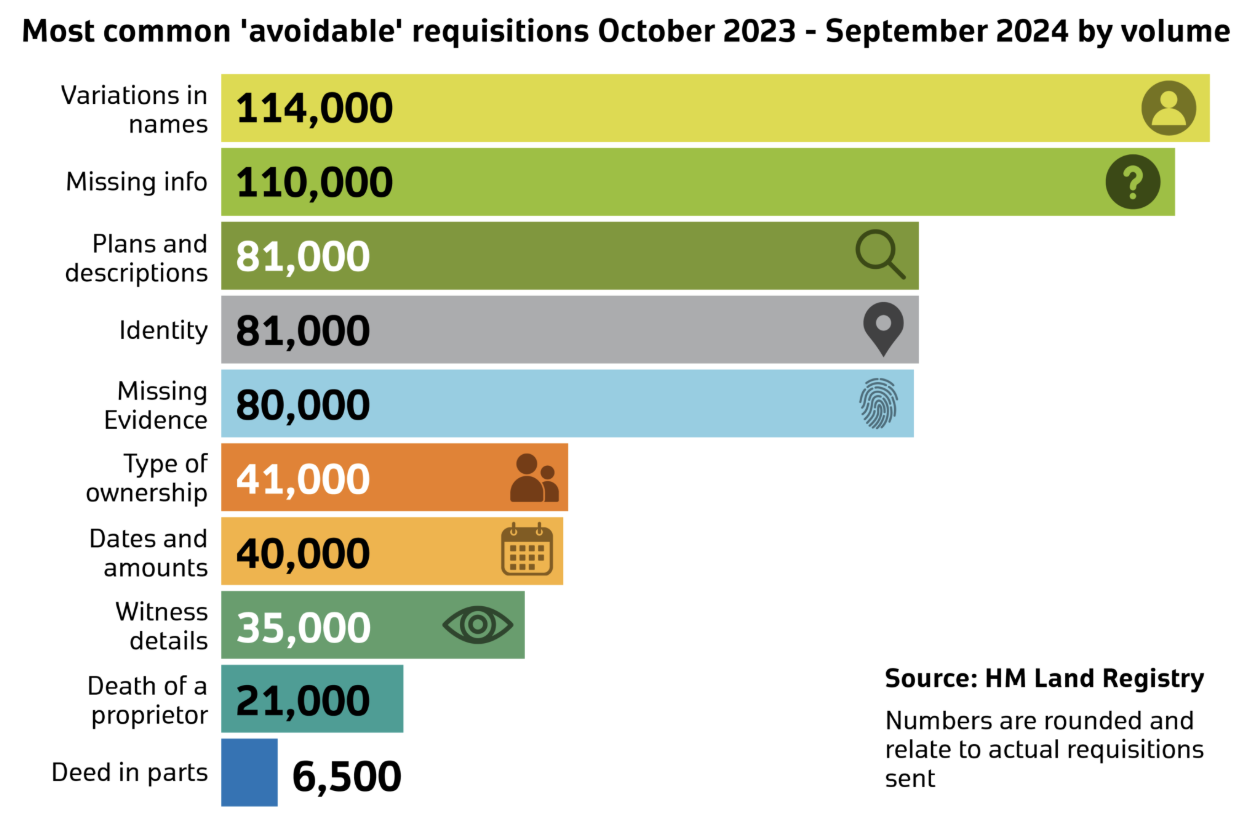 Most common 'avoidable' requisitions October 2023 - September 2024 by volume
Variations in
names
114,000
Missing info
110,000
?
Plans and
descriptions
81,000
Identity
81,000
Missing
Evidence
80,000
Type of
ownership
41,000
Dates and
amounts
40,000
Witness
details
35,000
Death of a
proprietor
21,000
Deed in parts
6,500
Source: HM Land Registry
Numbers are rounded and
relate to actual requisitions
sent